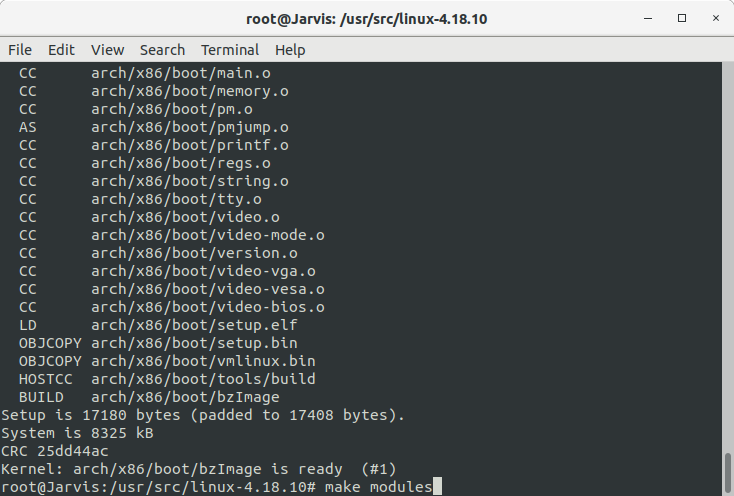 root@Jarvis: /usr/src/linux-4.18.10
File Edit View Search Terminal Help
CC arch/x86/boot/main.o
CC arch/x86/boot/memory.o
CC arch/x86/boot/pm.o
AS arch/x86/boot/pmjump.o
CC arch/x86/boot/printf.o
CC arch/x86/boot/regs.o
CC arch/x86/boot/string.o
CC arch/x86/boot/tty.o
CC arch/x86/boot/video.o
CC arch/x86/boot/video-mode.o
CC arch/x86/boot/version.o
CC arch/x86/boot/video-vga.o
CC arch/x86/boot/video-vesa.o
CC arch/x86/boot/video-bios.o
LD arch/x86/boot/setup.elf
OBJCOPY arch/x86/boot/setup.bin
OBJCOPY arch/x86/boot/vmlinux.bin
HOSTCC arch/x86/boot/tools/build
BUILD arch/x86/boot/bzImage
Setup is 17180 bytes (padded to 17408 bytes).
System is 8325 kB
CRC 25dd44ac
Kernel: arch/x86/boot/bzImage is ready (#1)
root@Jarvis:/usr/src/linux-4.18.10# make modules